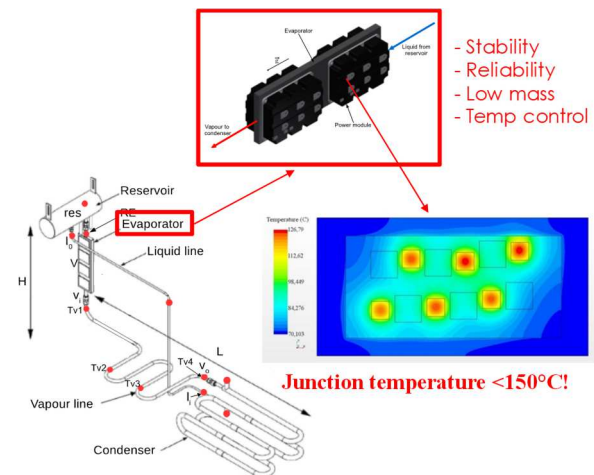 Evaporator
Liquid from
reservoir
Vapour to
condenser
Power module
- Stability
- Reliability
- Low mass
- Temp control
Reservoir
res
RE
Evaporator
Liquid line
H
V
Tv1
L
Tv2
Tv3
Tv4
Vapour line
Condenser
Temperature (C)
126,79
112,62
98,449
84,276
70,103
Junction temperature <150°C!